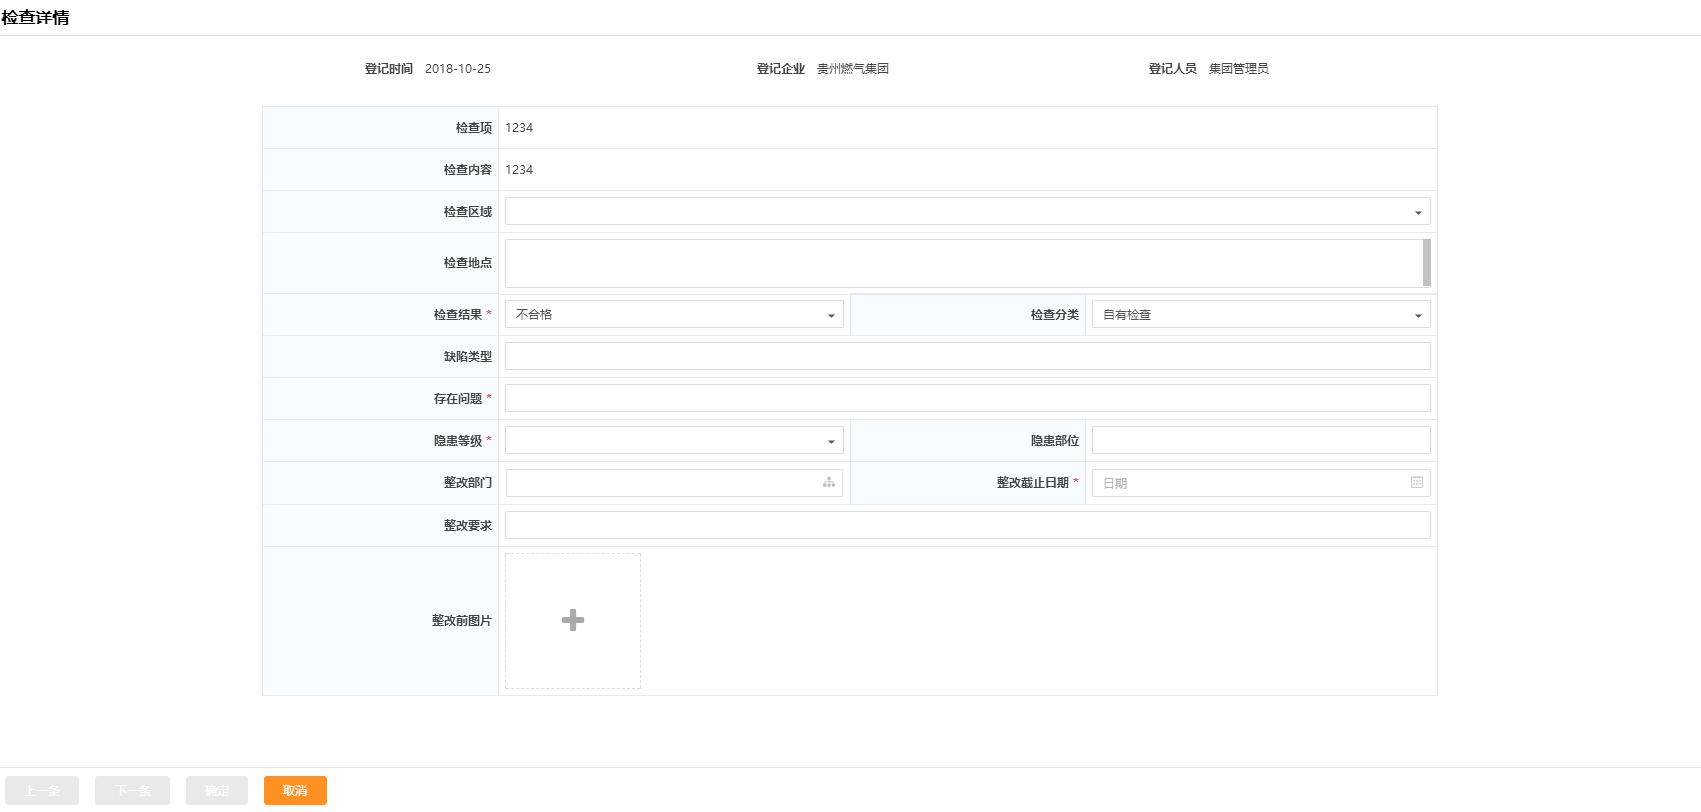 检查详情
登记时间 2018-10-25 登记企业 贵州燃气集团 登记人员 集团管理员
检查项 1234
检查内容 1234
检查区域
检查地点
检查结果 * 不合格 检查分类 自有检查
缺陷类型
存在问题 *
隐患等级 * 隐患部位
整改部门 整改截止日期 * 日期
整改要求
整改前图片
上一条 下一条 确定 取消